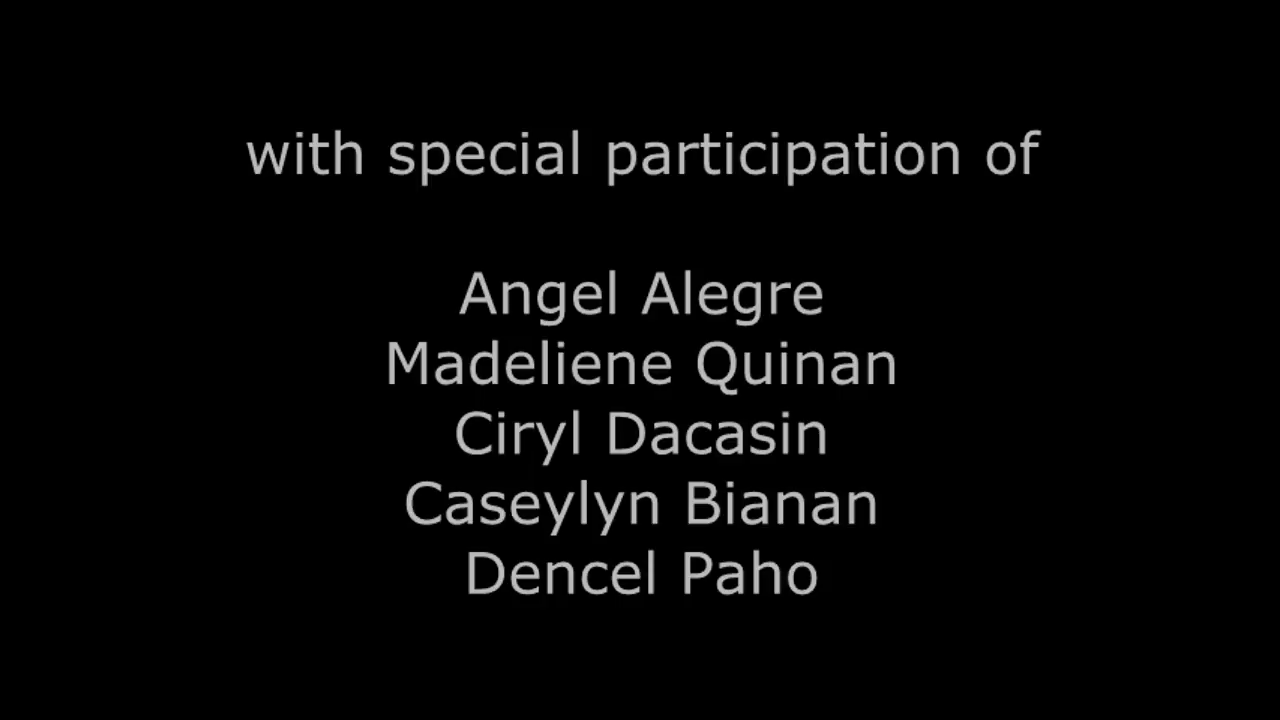 with special participation of
Angel Alegre
Madeliene Quinan
Ciryl Dacasin
Caseylyn Bianan
Dencel Paho